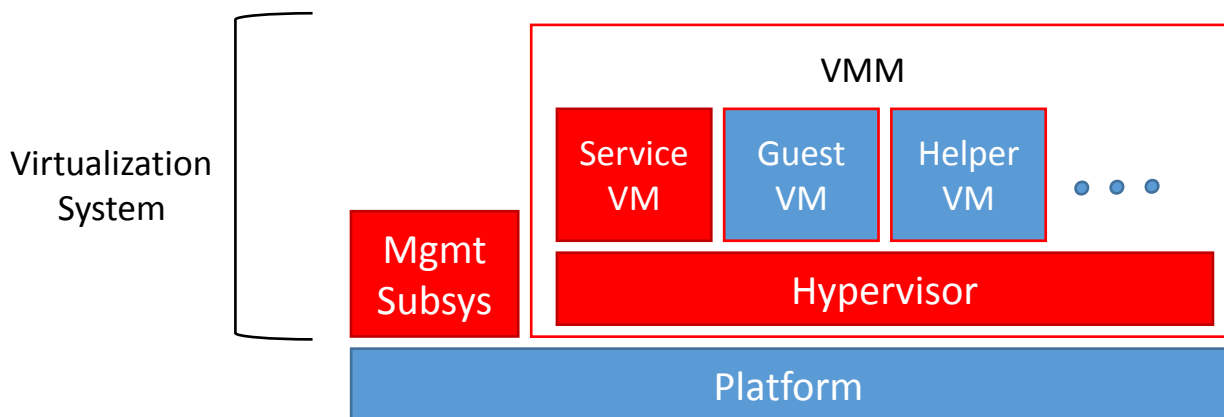 Virtualization
System
VMM
Service
VM
Guest
VM
Helper
VM
Mgmt
Subsys
Hypervisor
Platform